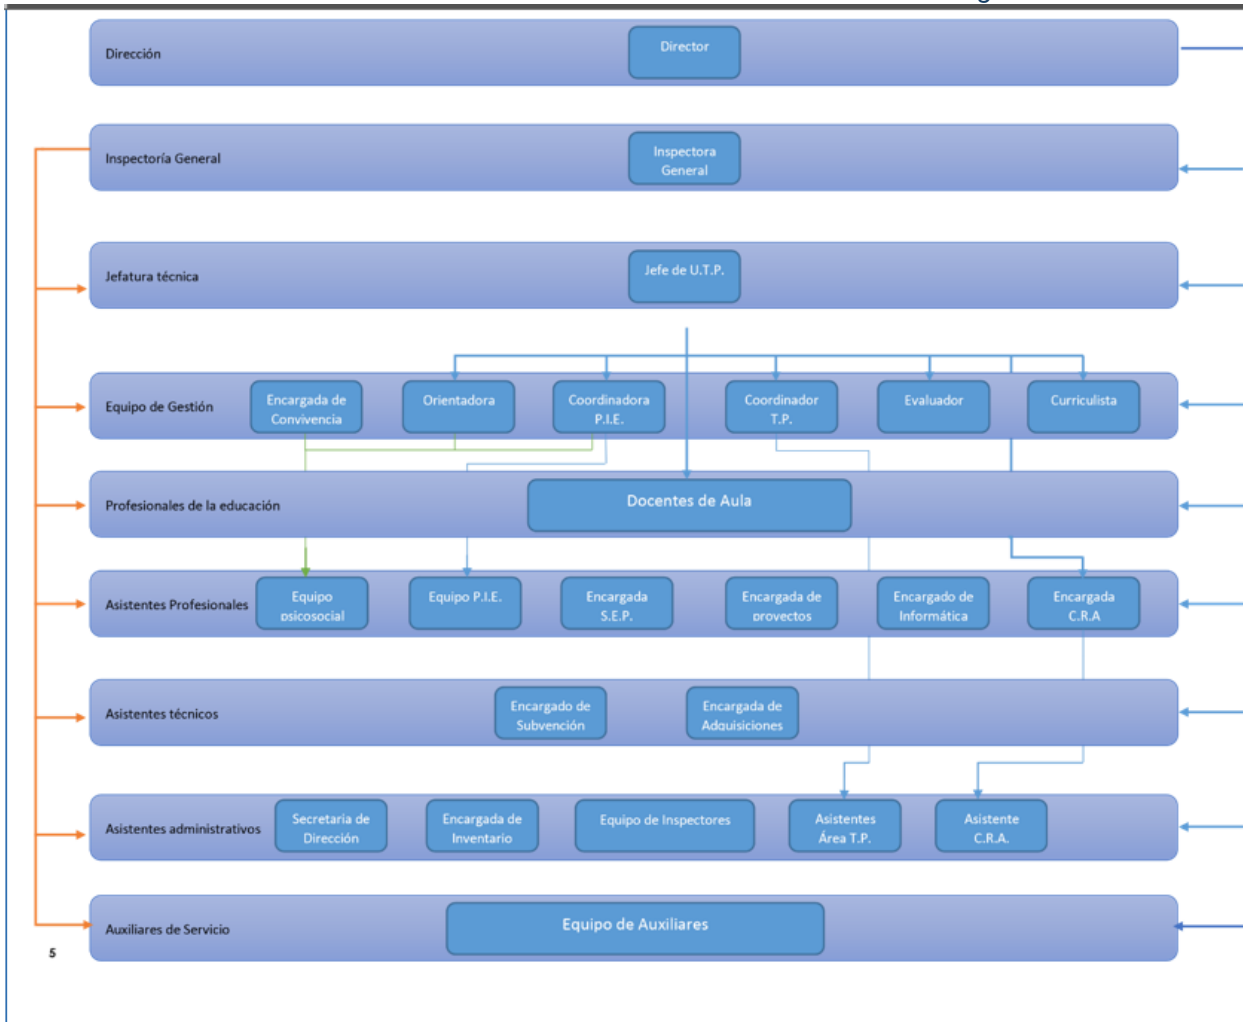 Dirección
Director
Inspectoría General
Inspectora
General
Jefatura técnica
Jefe de U.T.P.
Equipo de Gestión
Encargada de
Convivencia
Orientadora
Coordinadora
P.I.E.
Coordinador
T.P.
Evaluador
Curriculista
Profesionales de la educación
Docentes de Aula
Asistentes Profesionales
Equipo
psicosocial
Equipo P.I.E.
Encargada
S.E.P.
Encargada de
proyectos
Encargado de
Informática
Encargada
C.R.A
Asistentes técnicos
Encargado de
Subvención
Encargada de
Adquisiciones
Asistentes administrativos
Secretaria de
Dirección
Encargada de
Inventario
Equipo de Inspectores
Asistentes
Área T.P.
Asistente
C.R.A.
Auxiliares de Servicio
Equipo de Auxiliares
5